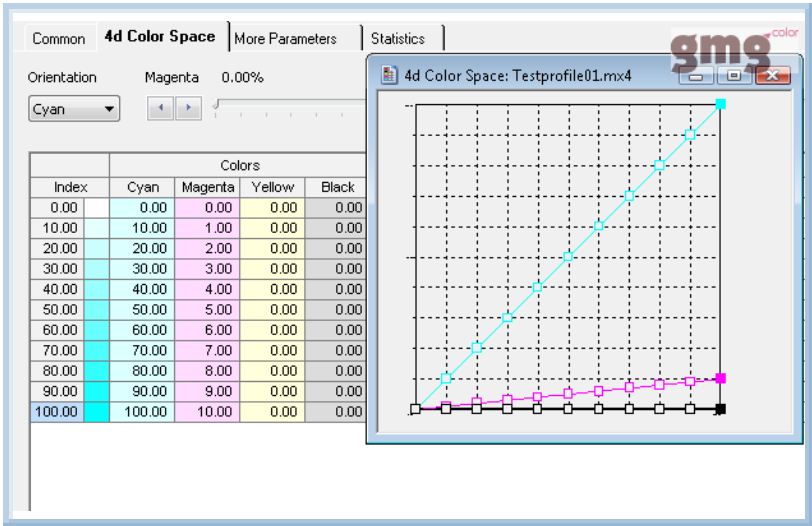 Common 4d Color Space More Parameters Statistics
gmg color
Orientation Magenta 0.00%
Cyan
4d Color Space: Testprofile01.mx4
Colors
Index Cyan Magenta Yellow Black
0.00 0.00 0.00 0.00 0.00
10.00 10.00 1.00 0.00 0.00
20.00 20.00 2.00 0.00 0.00
30.00 30.00 3.00 0.00 0.00
40.00 40.00 4.00 0.00 0.00
50.00 50.00 5.00 0.00 0.00
60.00 60.00 6.00 0.00 0.00
70.00 70.00 7.00 0.00 0.00
80.00 80.00 8.00 0.00 0.00
90.00 90.00 9.00 0.00 0.00
100.00 100.00 10.00 0.00 0.00